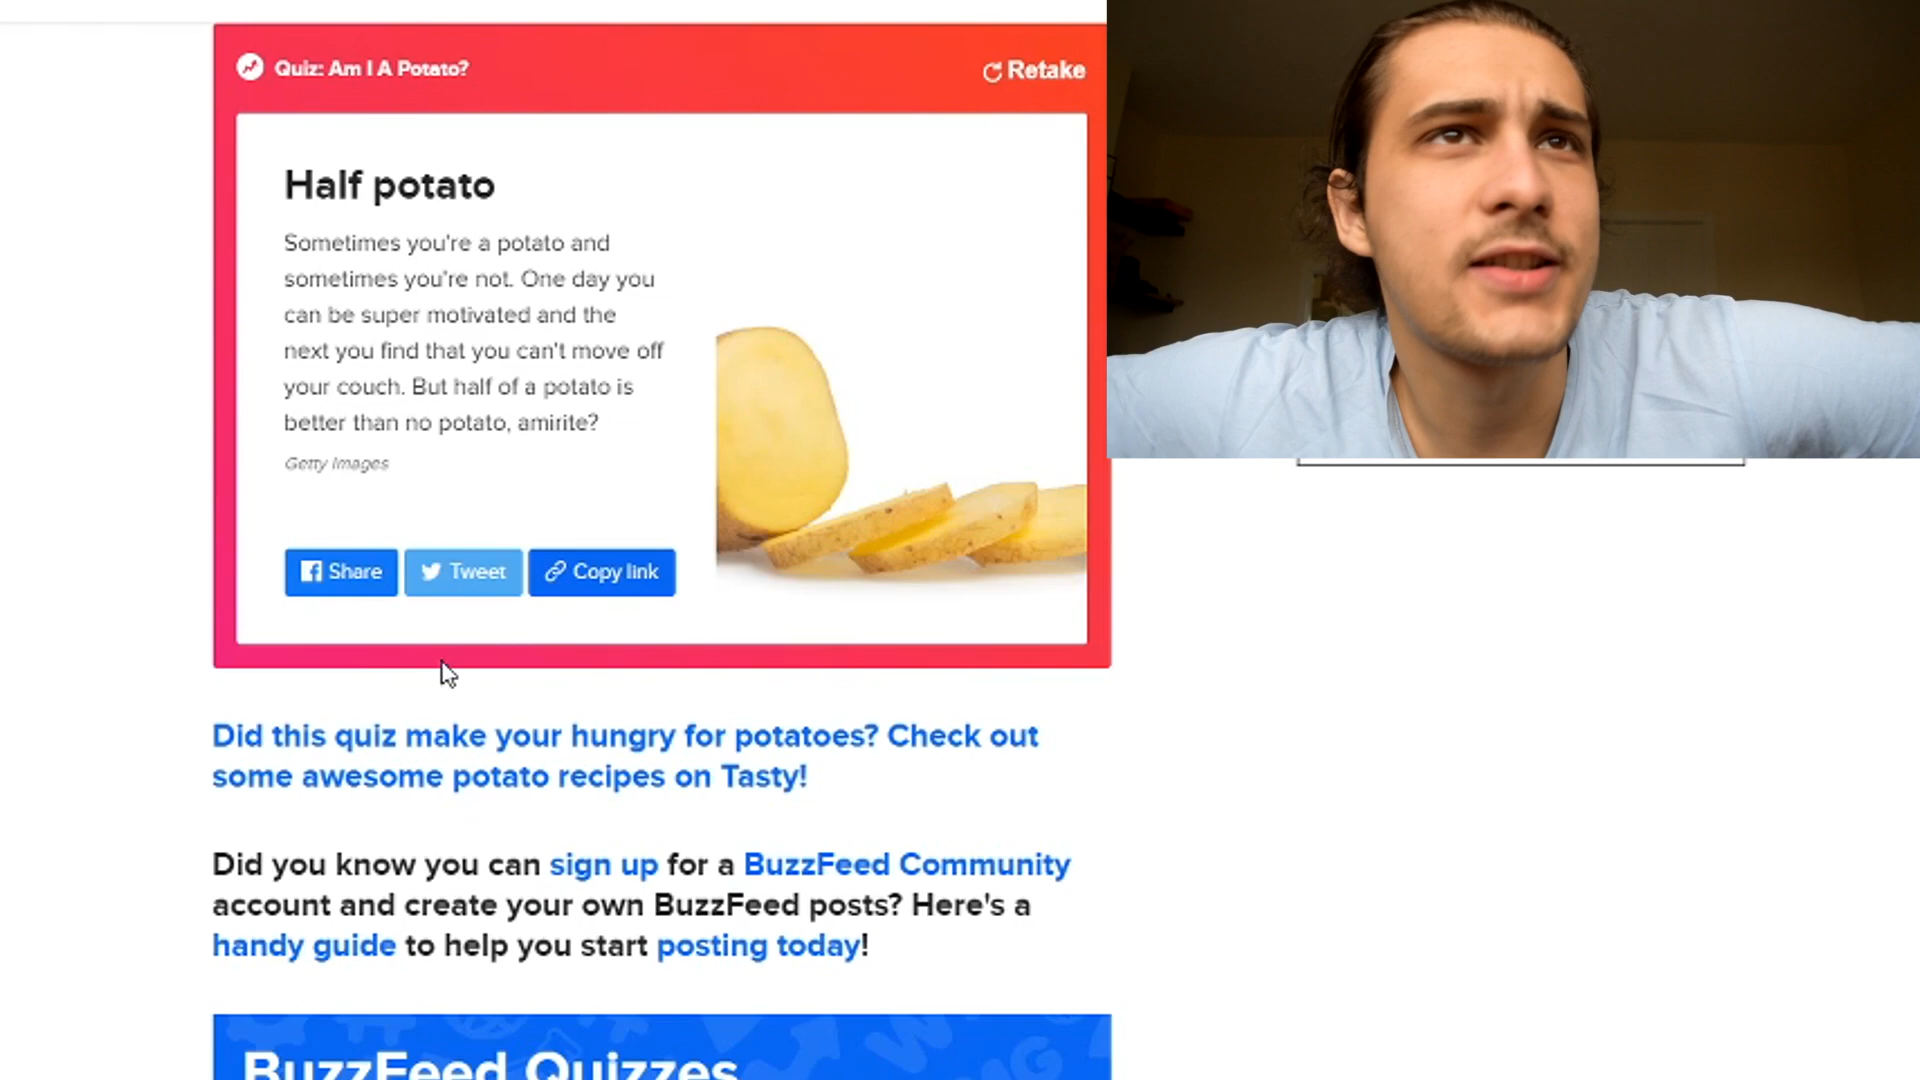 Quiz: Am I A Potato?
Retake
Half potato
Sometimes you're a potato and
sometimes you're not. One day you
can be super motivated and the
next you find that you can't move off
your couch. But half of a potato is
better than no potato, amirite?
Getty Images
Share
Tweet
Copy link
Did this quiz make your hungry for potatoes? Check out
some awesome potato recipes on Tasty!
Did you know you can sign up for a BuzzFeed Community
account and create your own BuzzFeed posts? Here's a
handy guide to help you start posting today!
BuzzFeed Quizzes